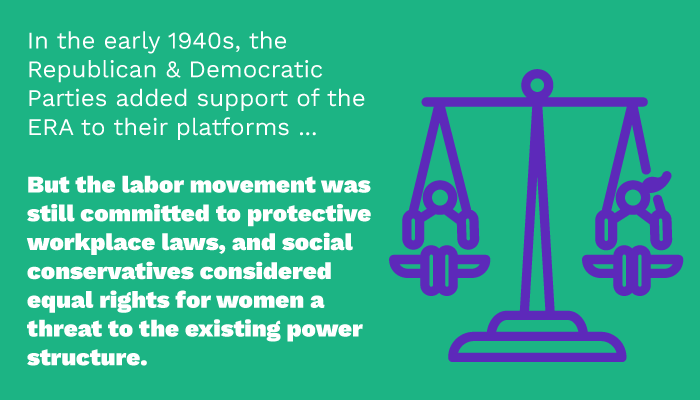 In the early 1940s, the
Republican & Democratic
Parties added support of the
ERA to their platforms ...
But the labor movement was
still committed to protective
workplace laws, and social
conservatives considered
equal rights for women a
threat to the existing power
structure.